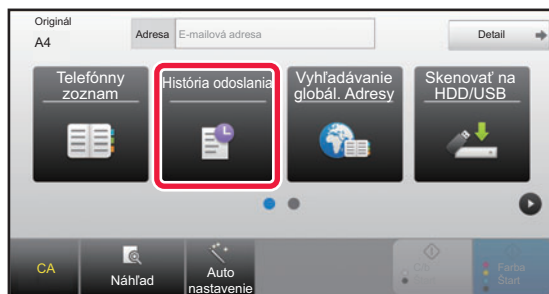 Originál
A4
Adresa E-mailová adresa
Detail
Telefónny
zoznam
História odoslania
Vyhľadávanie
globál. Adresy
Skenovať na
HDD/USB
CA
Náhľad
Auto
nastavenie
Farba
Štart